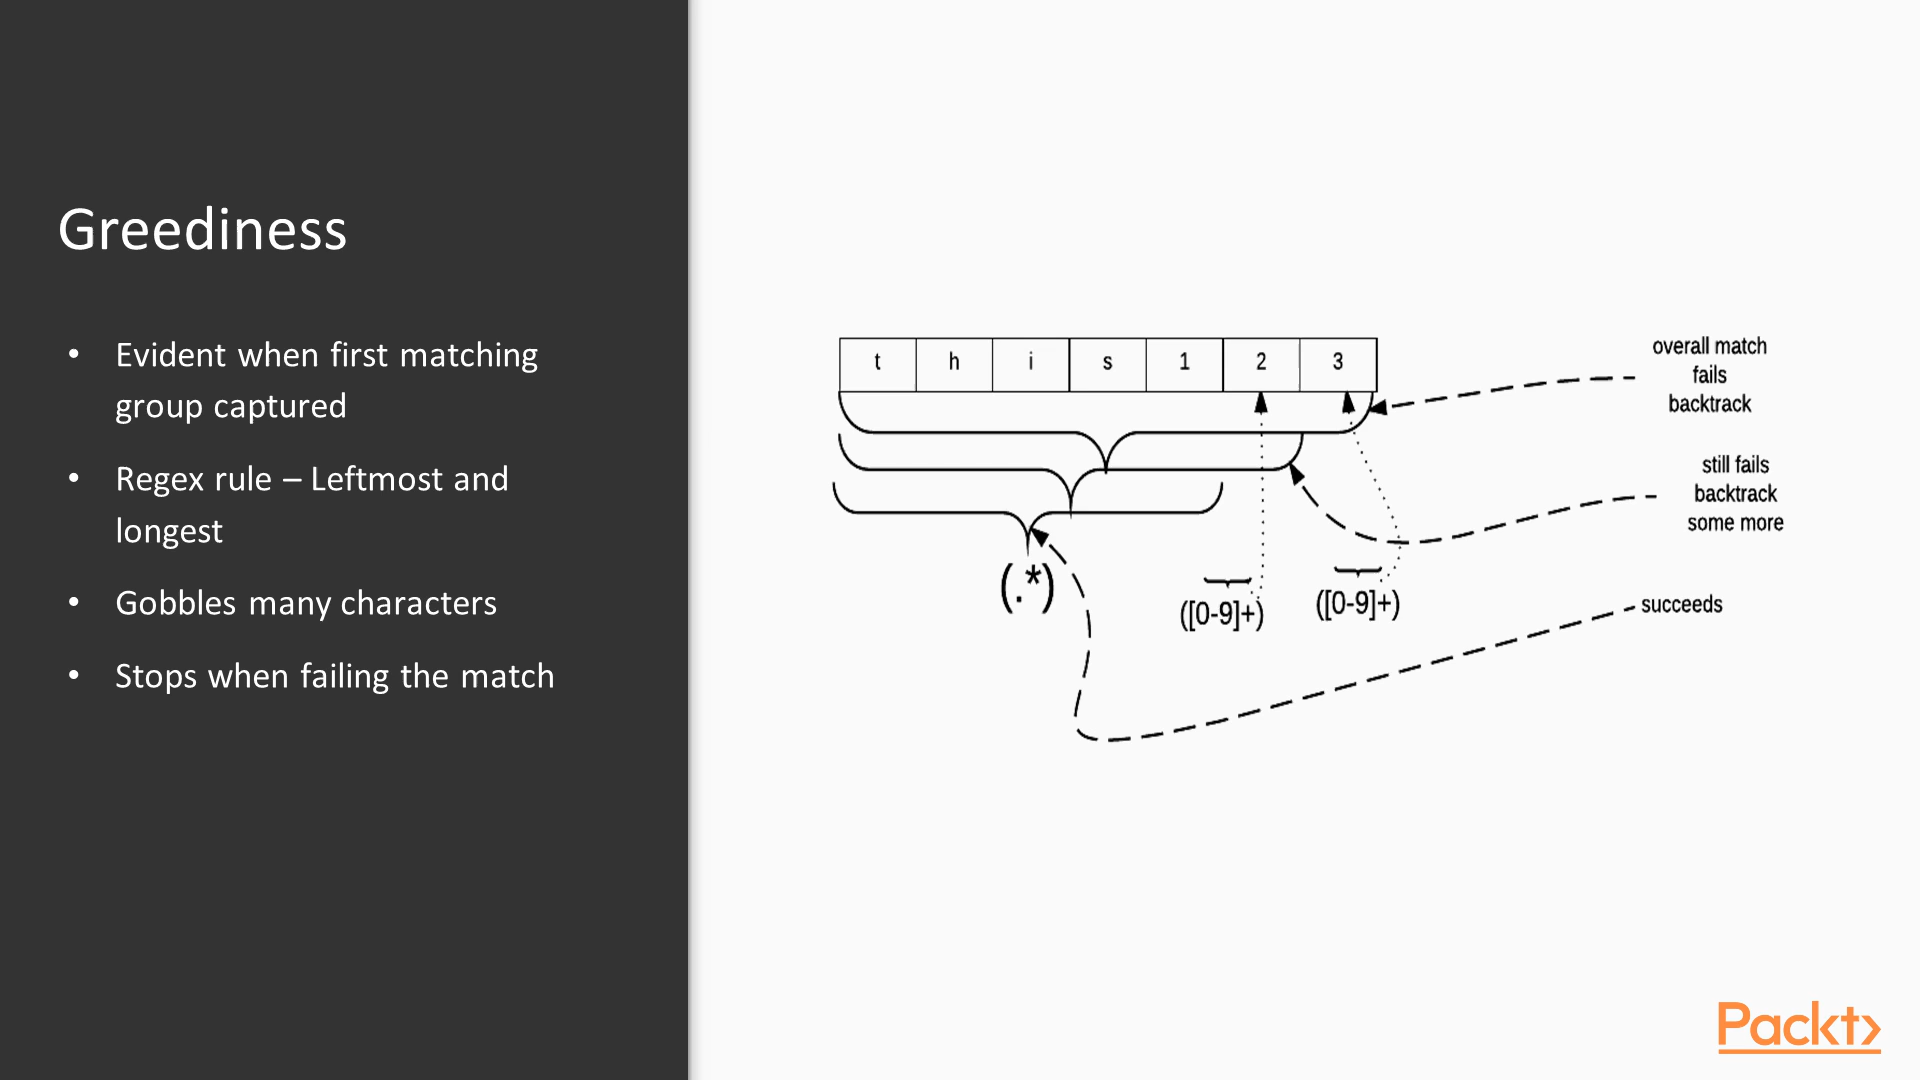 Greediness
• Evident when first matching
group captured
• Regex rule – Leftmost and
longest
• Gobbles many characters
• Stops when failing the match
t h i s 1 2 3
overall match
fails
backtrack
still fails
backtrack
some more
(.*)
([0-9]+) ([0-9]+)
succeeds
Packt>